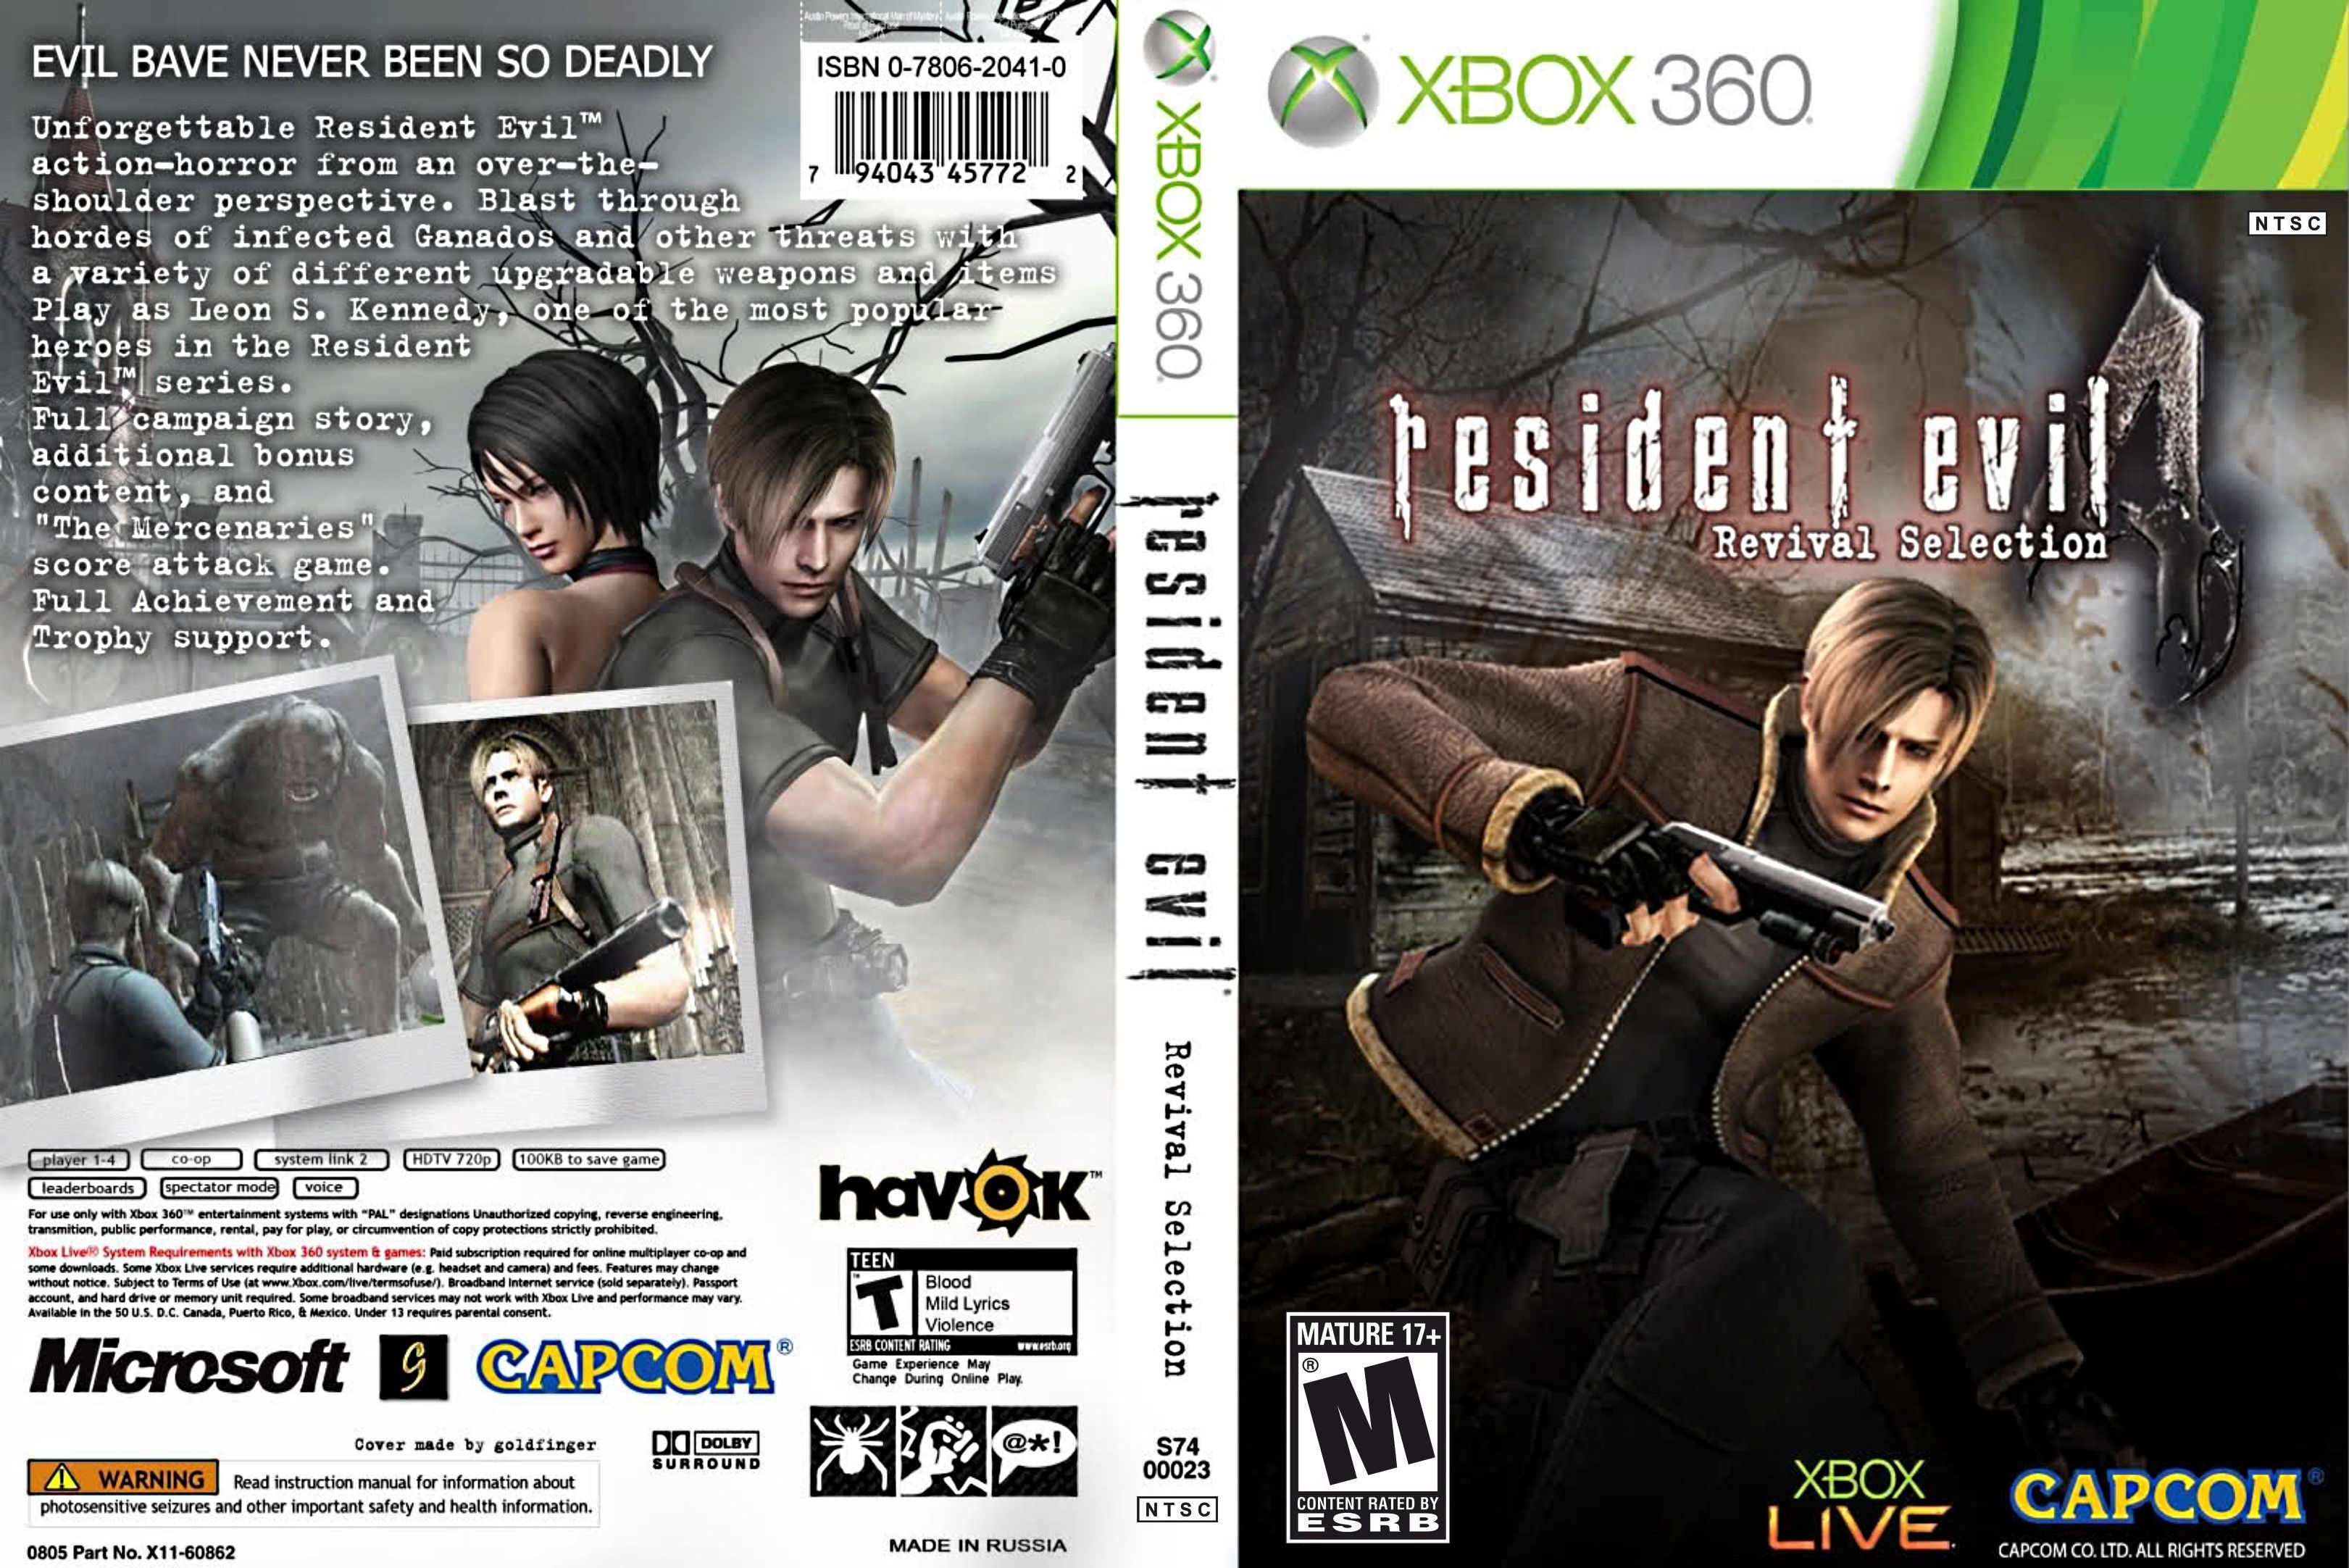 EVIL BAVE NEVER BEEN SO DEADLY
Unforgettable Resident Evil™
action-horror from an over-the-
shoulder perspective. Blast through
hordes of infected Ganados and other threats with
a variety of different upgradable weapons and items
Play as Leon S. Kennedy, one of the most popular
heroes in the Resident
Evil™ series.
Full campaign story,
additional bonus
content, and
"The Mercenaries"
score attack game.
Full Achievement and
Trophy support.
ISBN 0-7806-2041-0
7 94043 45772 2
player 1-4
co-op
system link 2
HDTV 720p
100KB to save game
leaderboards
spectator mode
voice
For use only with Xbox 360™ entertainment systems with "PAL" designations Unauthorized copying, reverse engineering,
transmition, public performance, rental, pay for play, or circumvention of copy protections strictly prohibited.
Xbox Live® System Requirements with Xbox 360 system & games: Paid subscription required for online multiplayer co-op and
some downloads. Some Xbox Live services require additional hardware (e.g. headset and camera) and fees. Features may change
without notice. Subject to Terms of Use (at www.Xbox.com/live/termsofuse/). Broadband Internet service (sold separately). Passport
account, and hard drive or memory unit required. Some broadband services may not work with Xbox Live and performance may vary.
Available in the 50 U.S. D.C. Canada, Puerto Rico, & Mexico. Under 13 requires parental consent.
Microsoft
CAPCOM®
Cover made by goldfinger
DOLBY
SURROUND
WARNING Read instruction manual for information about
photosensitive seizures and other important safety and health information.
0805 Part No. X11-60862
havok™
TEEN
T
Blood
Mild Lyrics
Violence
ESRB CONTENT RATING www.esrb.org
Game Experience May
Change During Online Play.
@*!
MADE IN RUSSIA
XBOX 360
resident evil
Revival Selection
S74
00023
NTSC
XBOX 360
NTSC
resident evil 4
Revival Selection
MATURE 17+
M®
CONTENT RATED BY
ESRB
XBOX
LIVE
CAPCOM®
CAPCOM CO. LTD. ALL RIGHTS RESERVED